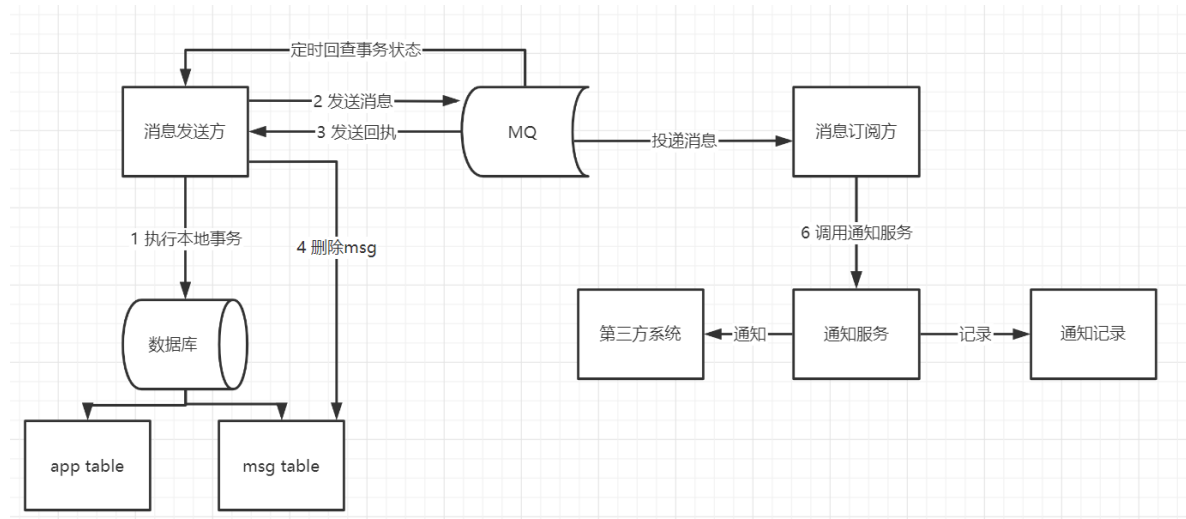 定时回查事务状态
消息发送方
2 发送消息
3 发送回执
MQ
投递消息
消息订阅方
1 执行本地事务
4 删除msg
6 调用通知服务
数据库
第三方系统
通知
通知服务
记录
通知记录
app table
msg table